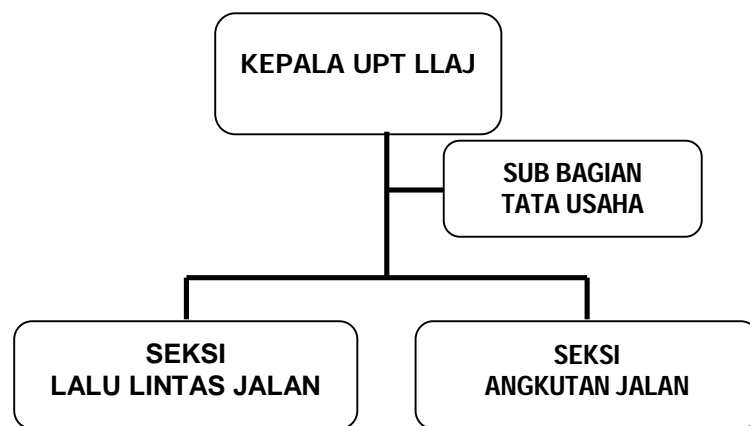 KEPALA UPT LLAJ
SUB BAGIAN
TATA USAHA
SEKSI
LALU LINTAS JALAN
SEKSI
ANGKUTAN JALAN